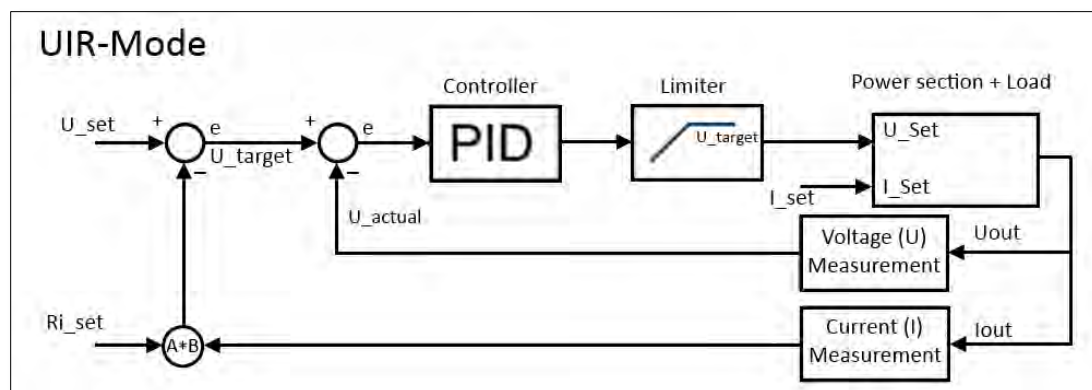 UIR-Mode
Controller
Limiter
Power section + Load
U_set
+
e
U_target
−
+
e
−
PID
U_target
U_Set
I_set
I_Set
U_actual
Voltage (U)
Measurement
Uout
Ri_set
A*B
Current (I)
Measurement
Iout